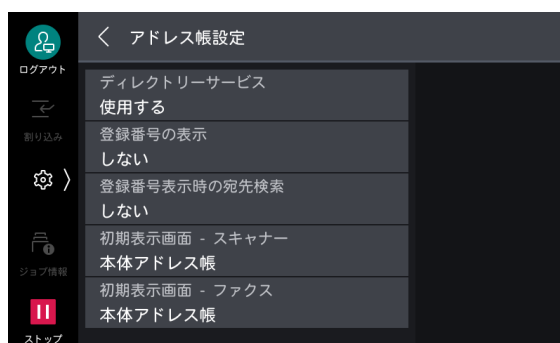 アドレス帳設定
ログアウト
ディレクトリーサービス
使用する
割り込み
登録番号の表示
しない
登録番号表示時の宛先検索
しない
初期表示画面 - スキャナー
本体アドレス帳
ジョブ情報
初期表示画面 - ファクス
本体アドレス帳
ストップ